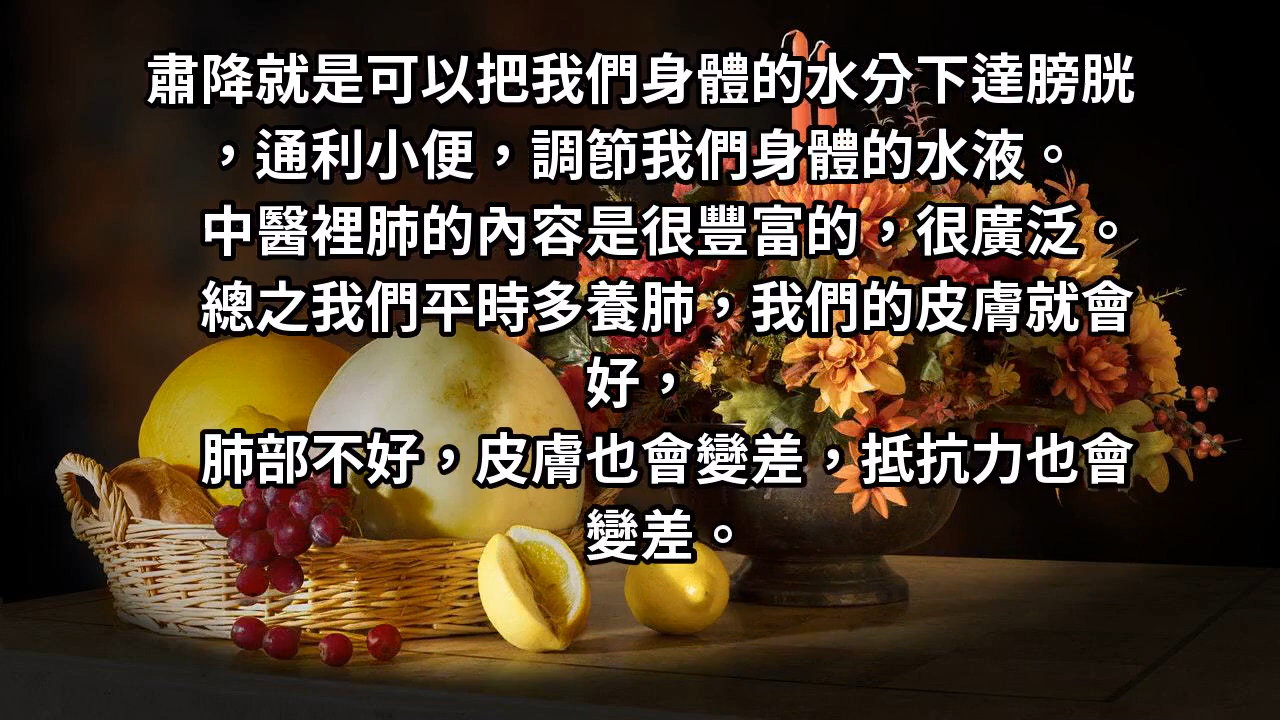 肅降就是可以把我們身體的水分下達膀胱
，通利小便，調節我們身體的水液。
中醫裡肺的內容是很豐富的，很廣泛。
總之我們平時多養肺，我們的皮膚就會
好，
肺部不好，皮膚也會變差，抵抗力也會
變差。